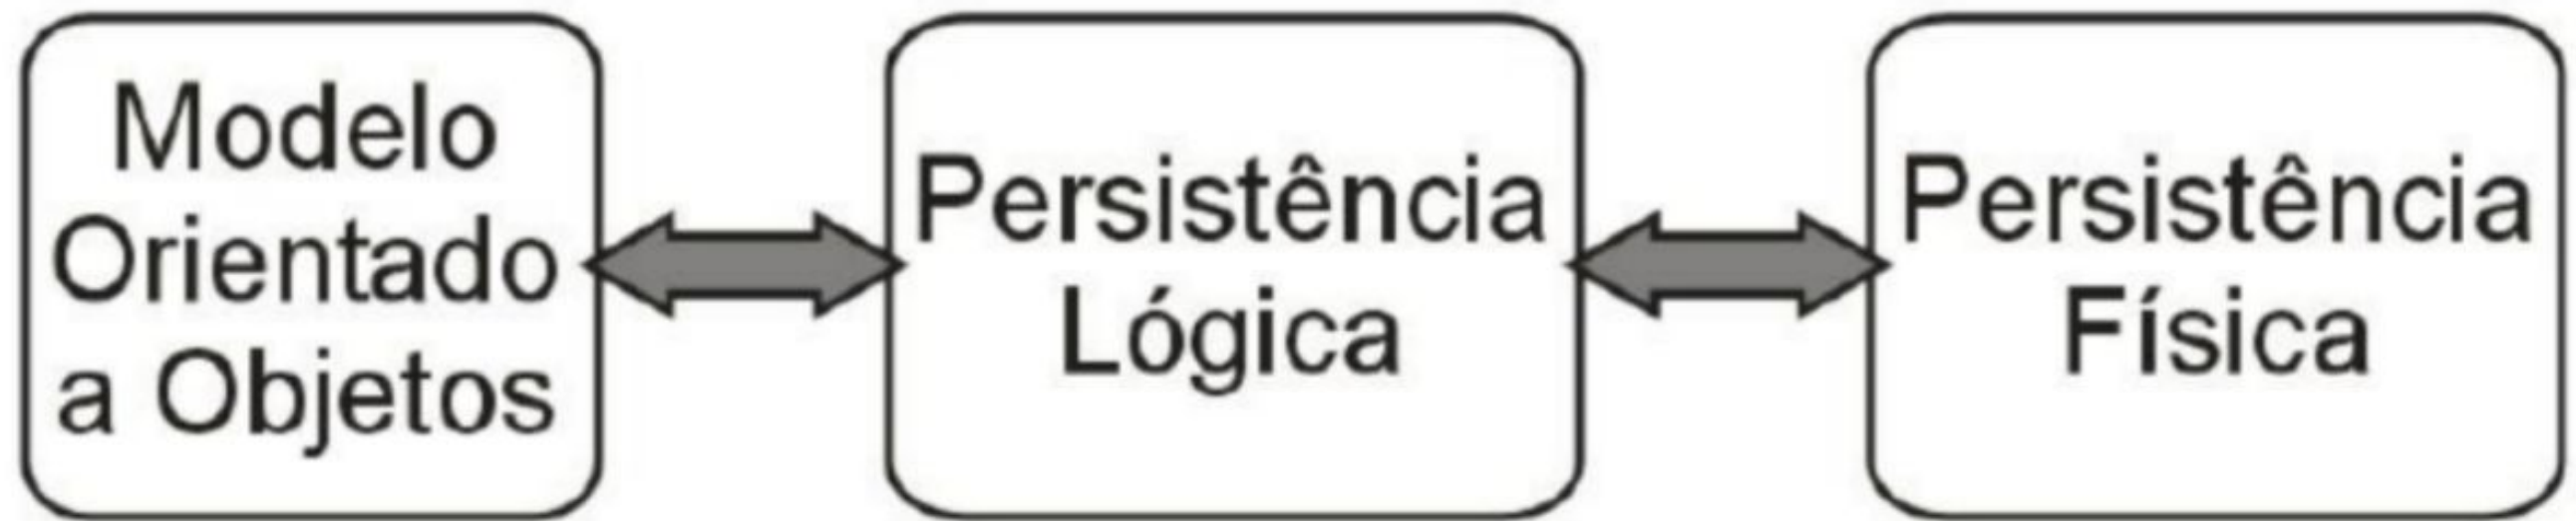 Modelo
Orientado
a Objetos
Persistência
Lógica
Persistência
Física